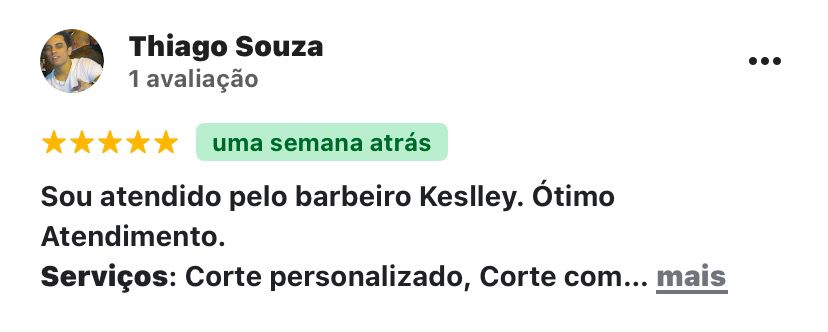 Thiago Souza
1 avaliação
uma semana atrás
Sou atendido pelo barbeiro Keslley. Ótimo
Atendimento.
Serviços: Corte personalizado, Corte com... mais